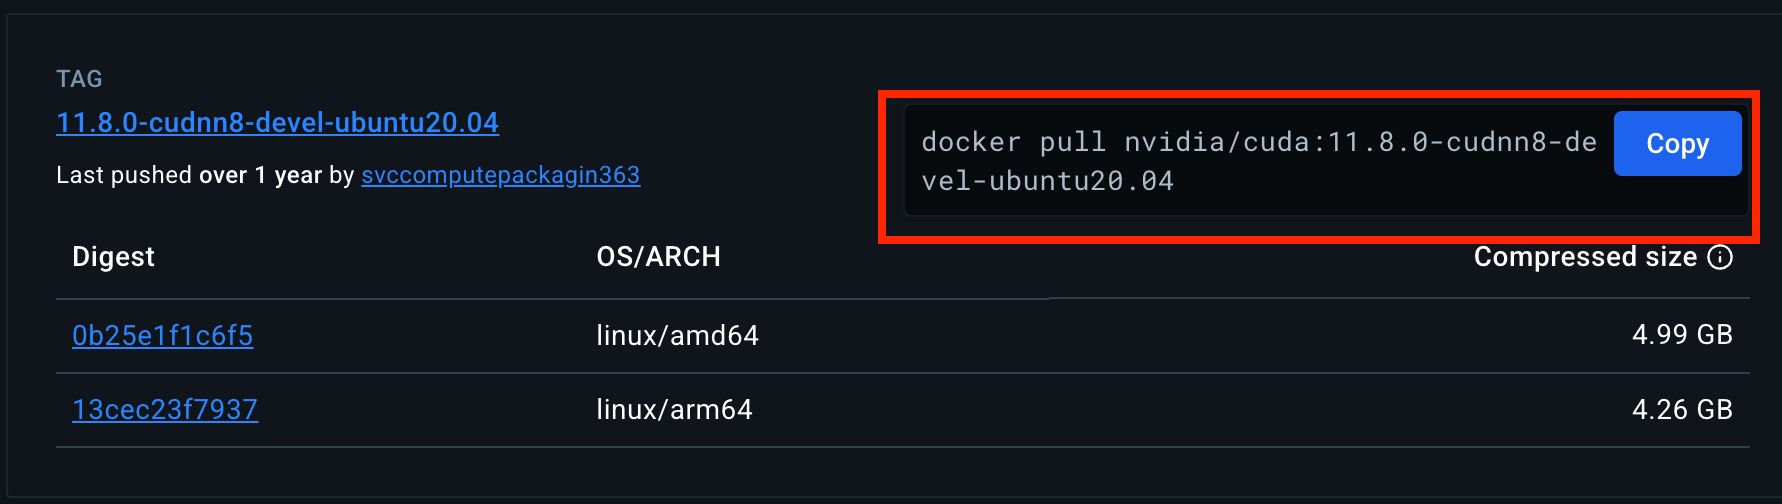 TAG
11.8.0-cudnn8-devel-ubuntu20.04
Last pushed over 1 year by svccomputepackagin363
docker pull nvidia/cuda:11.8.0-cudnn8-de
vel-ubuntu20.04
Copy
Digest OS/ARCH Compressed size
0b25e1f1c6f5 linux/amd64 4.99 GB
13cec23f7937 linux/arm64 4.26 GB